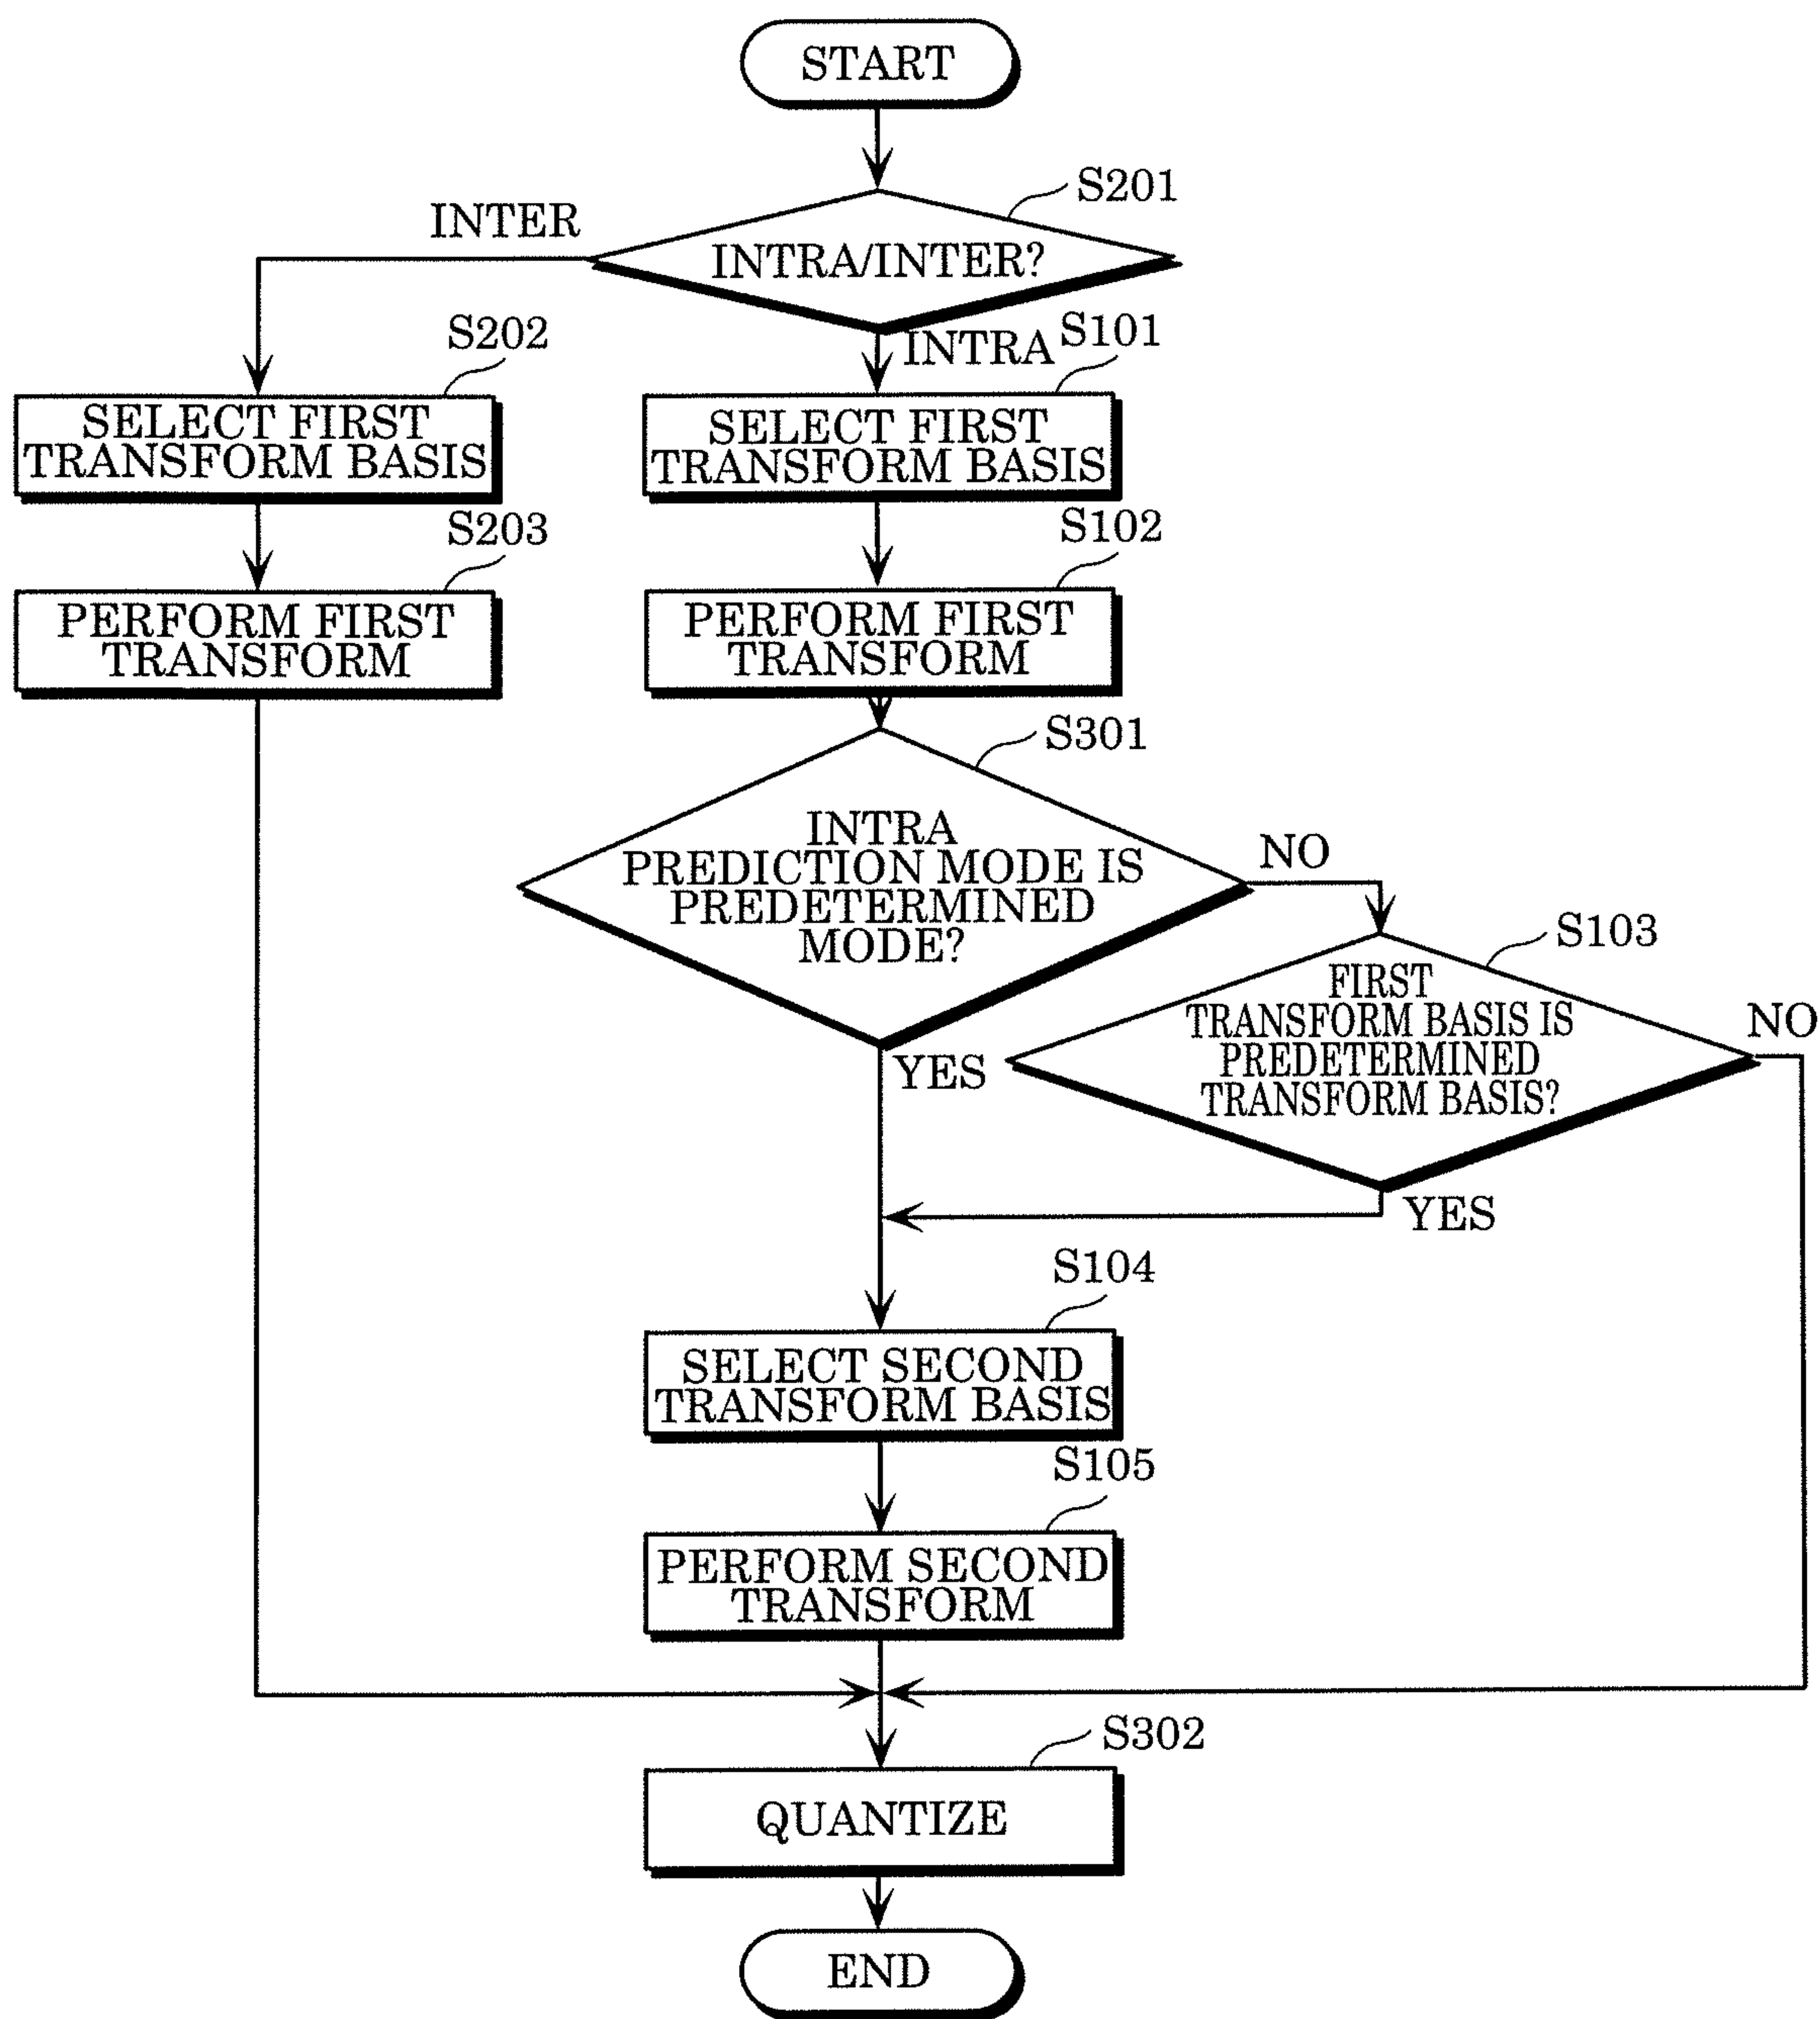 START
S201
INTER
INTRA/INTER?
S202
INTRA
S101
SELECT FIRST
TRANSFORM BASIS
SELECT FIRST
TRANSFORM BASIS
S203
S102
PERFORM FIRST
TRANSFORM
PERFORM FIRST
TRANSFORM
S301
INTRA
PREDICTION MODE IS
PREDETERMINED
MODE?
NO
YES
S103
FIRST
TRANSFORM BASIS IS
PREDETERMINED
TRANSFORM BASIS?
NO
YES
S104
SELECT SECOND
TRANSFORM BASIS
S105
PERFORM SECOND
TRANSFORM
S302
QUANTIZE
END